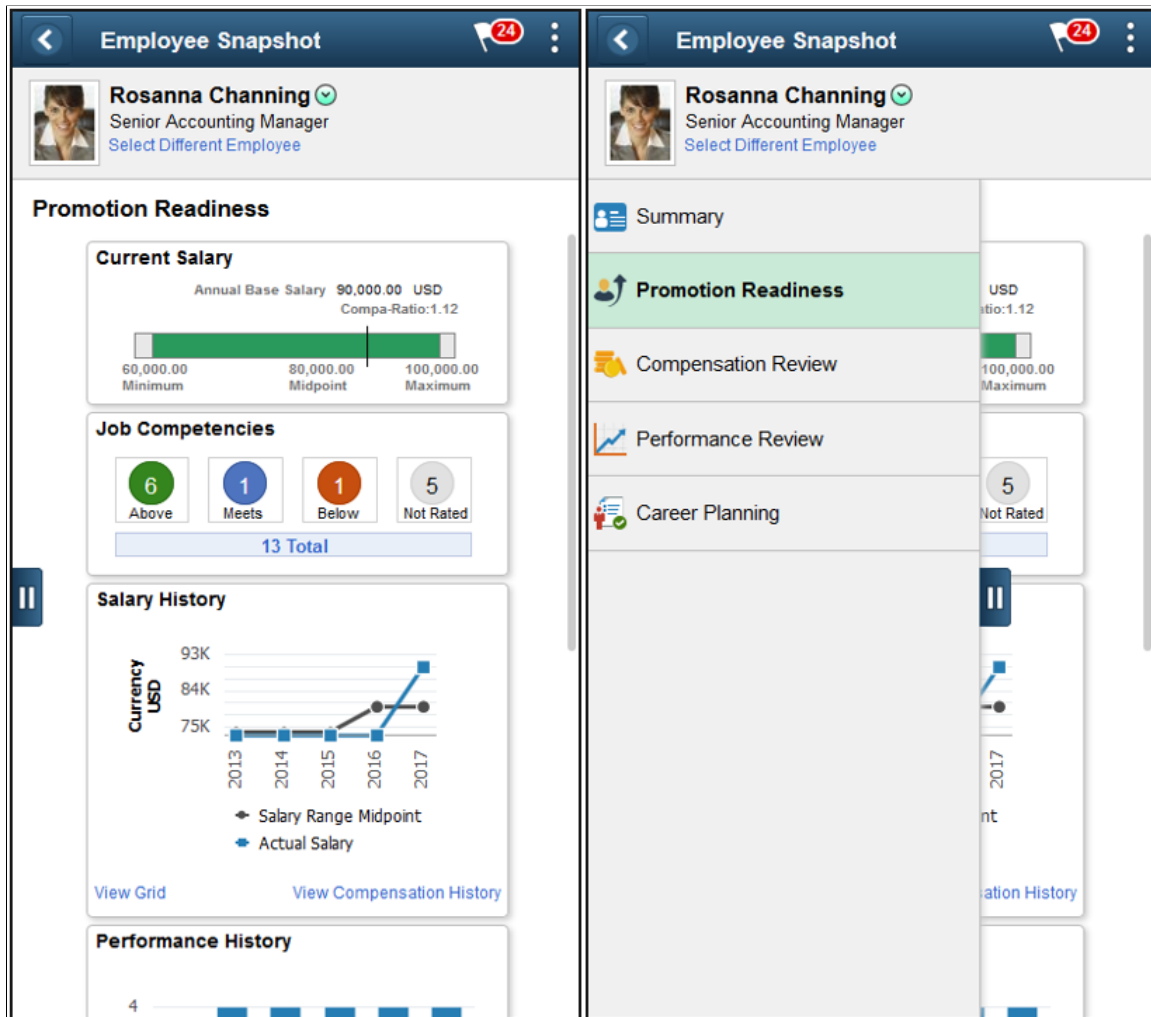 Employee Snapshot
24
Rosanna Channing
Senior Accounting Manager
Select Different Employee
Promotion Readiness
Current Salary
Annual Base Salary 90,000.00 USD
Compa-Ratio:1.12
60,000.00 80,000.00 100,000.00
Minimum Midpoint Maximum
Job Competencies
6 1 1 5
Above Meets Below Not Rated
13 Total
Salary History
Currency
USD
93K
84K
75K
2013 2014 2015 2016 2017
Salary Range Midpoint
Actual Salary
View Grid View Compensation History
Performance History
4
Employee Snapshot
24
Rosanna Channing
Senior Accounting Manager
Select Different Employee
Summary
Promotion Readiness
Compensation Review
Performance Review
Career Planning
USD
atio:1.12
100,000.00
Maximum
5
Not Rated
2017
nt
ation History